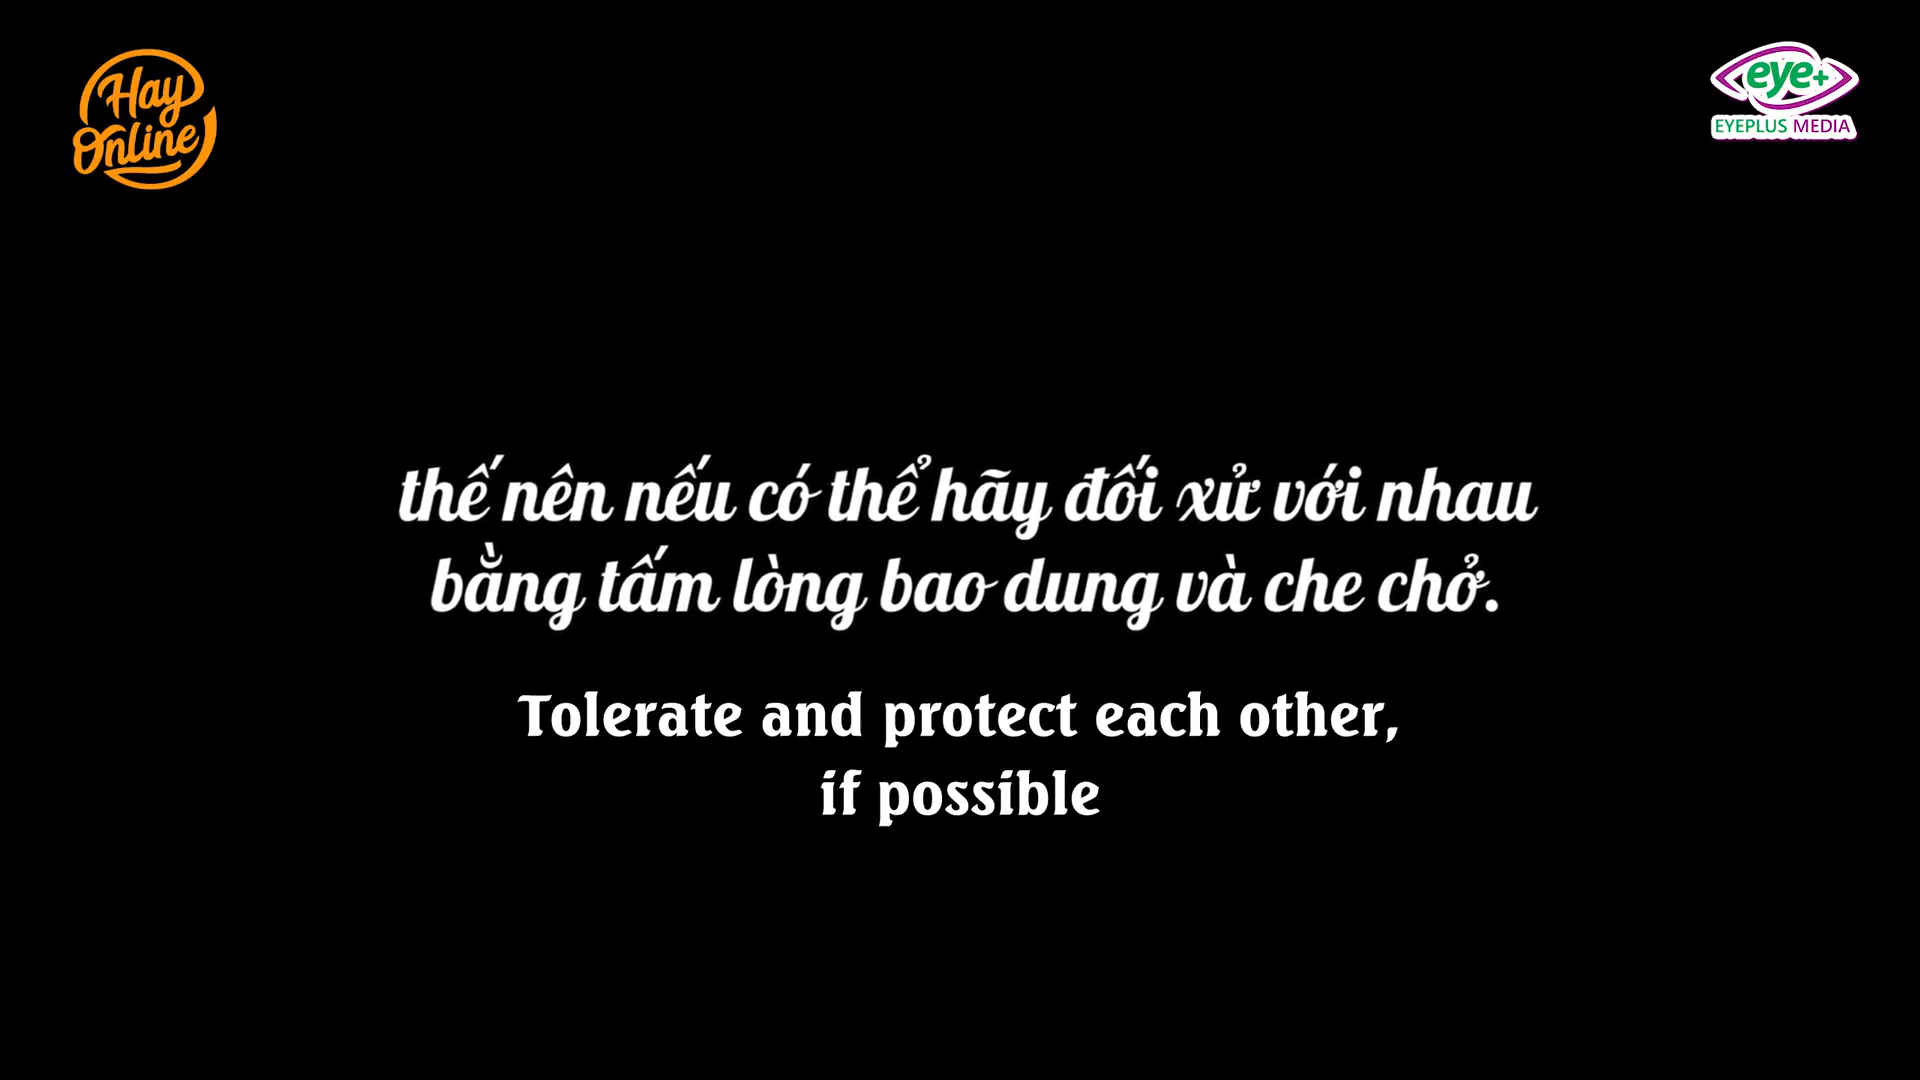 Hay
Online
eye+
EYEPLUS MEDIA
thế nên nếu có thể hãy đối xử với nhau
bằng tấm lòng bao dung và che chở.
Tolerate and protect each other,
if possible